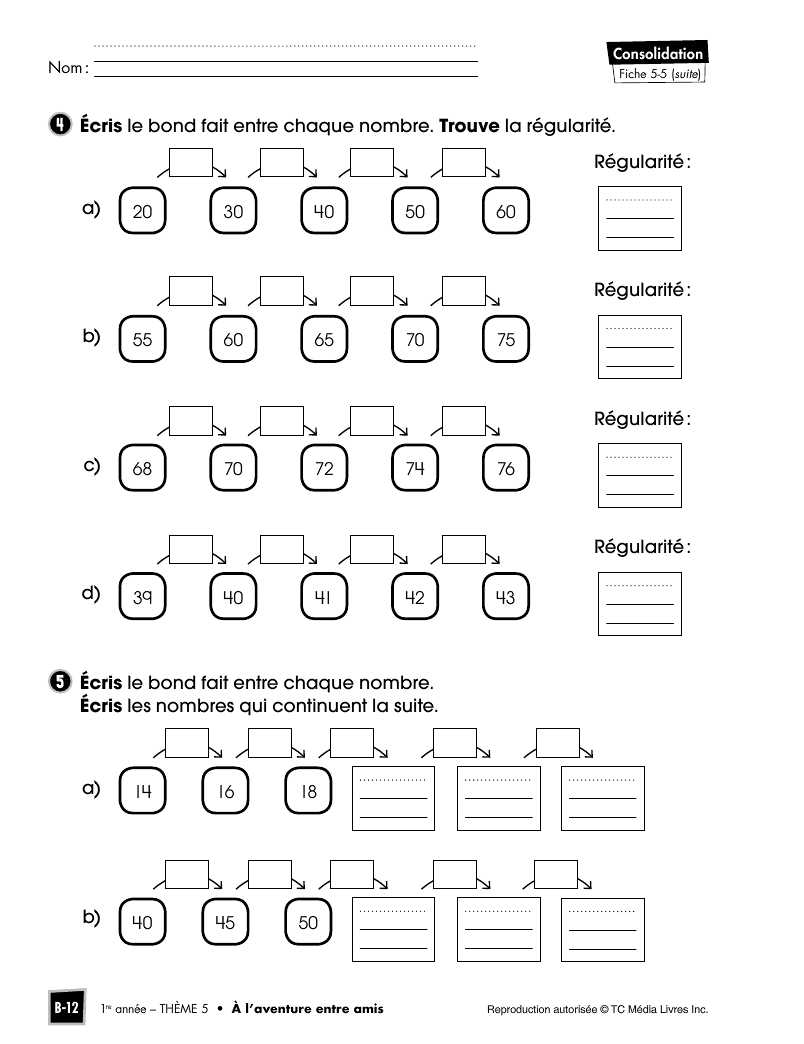 Nom :
Consolidation
Fiche 5-5 (suite)
4 Écris le bond fait entre chaque nombre. Trouve la régularité.
Régularité :
a) 20 30 40 50 60
Régularité :
b) 55 60 65 70 75
Régularité :
c) 68 70 72 74 76
Régularité :
d) 39 40 41 42 43
5 Écris le bond fait entre chaque nombre.
Écris les nombres qui continuent la suite.
a) 14 16 18
b) 40 45 50
B-12 1re année – THÈME 5 • À l’aventure entre amis Reproduction autorisée © TC Média Livres Inc.